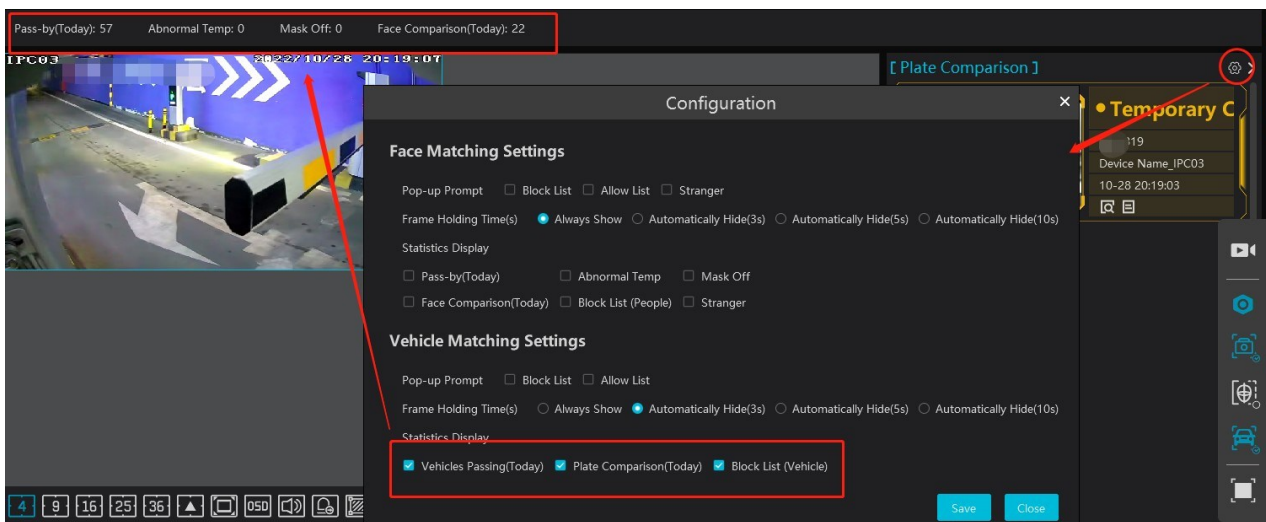 Pass-by(Today): 57 Abnormal Temp: 0 Mask Off: 0 Face Comparison(Today): 22
IPC03 2022/10/28 20:19:07
[ Plate Comparison ]
Temporary C
319
Device Name_IPC03
10-28 20:19:03
Configuration
Face Matching Settings
Pop-up Prompt Block List Allow List Stranger
Frame Holding Time(s) Always Show Automatically Hide(3s) Automatically Hide(5s) Automatically Hide(10s)
Statistics Display
Pass-by(Today) Abnormal Temp Mask Off
Face Comparison(Today) Block List (People) Stranger
Vehicle Matching Settings
Pop-up Prompt Block List Allow List
Frame Holding Time(s) Always Show Automatically Hide(3s) Automatically Hide(5s) Automatically Hide(10s)
Statistics Display
Vehicles Passing(Today) Plate Comparison(Today) Block List (Vehicle)
Save Close
4 9 16 25 36 OSD